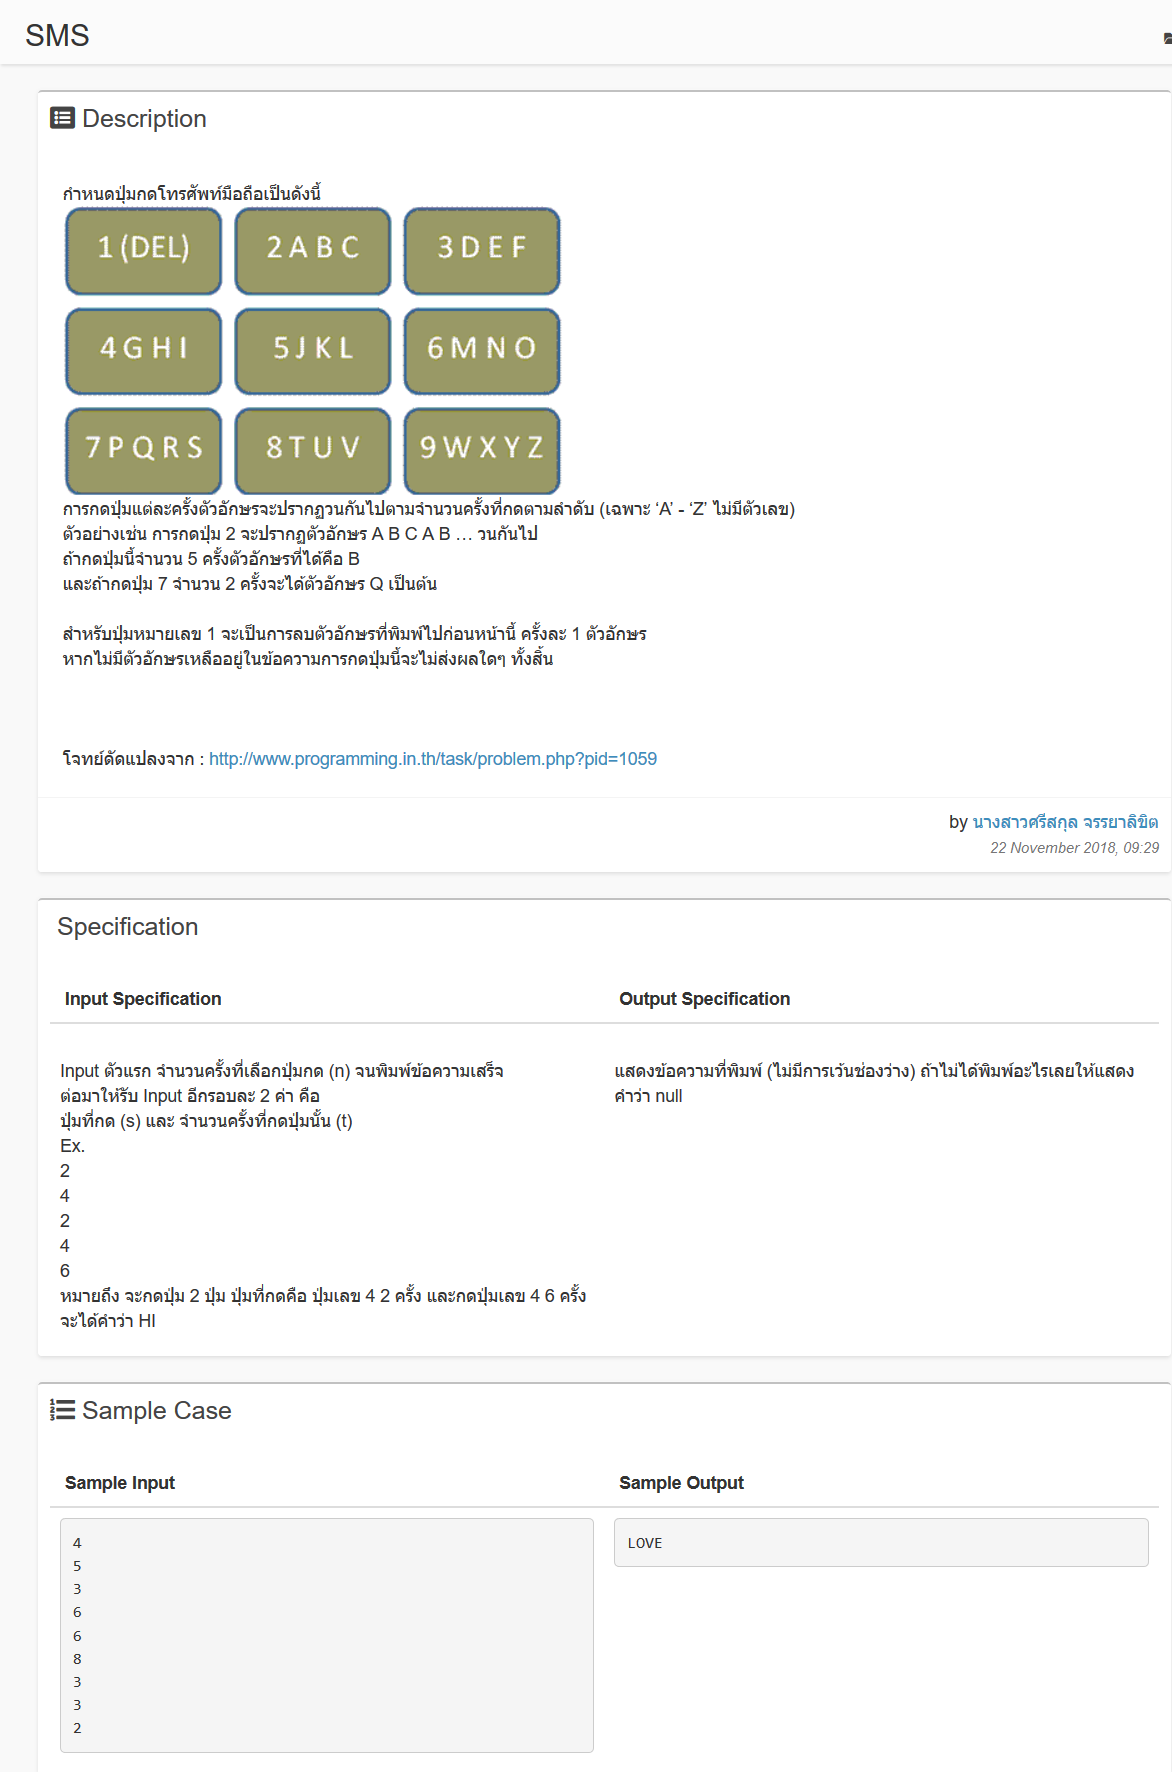 SMS
Description
กำหนดปุ่มกดโทรศัพท์มือถือเป็นดังนี้
1 (DEL) 2 A B C 3 D E F
4 G H I 5 J K L 6 M N O
7 P Q R S 8 T U V 9 W X Y Z
การกดปุ่มแต่ละครั้งตัวอักษรจะปรากฏวนกันไปตามจำนวนครั้งที่กดตามลำดับ (เฉพาะ ‘A’ - ‘Z’ ไม่มีตัวเลข)
ตัวอย่างเช่น การกดปุ่ม 2 จะปรากฏตัวอักษร A B C A B … วนกันไป
ถ้ากดปุ่มนี้จำนวน 5 ครั้งตัวอักษรที่ได้คือ B
และถ้ากดปุ่ม 7 จำนวน 2 ครั้งจะได้ตัวอักษร Q เป็นต้น
สำหรับปุ่มหมายเลข 1 จะเป็นการลบตัวอักษรที่พิมพ์ไปก่อนหน้านี้ ครั้งละ 1 ตัวอักษร
หากไม่มีตัวอักษรเหลืออยู่ในข้อความการกดปุ่มนี้จะไม่ส่งผลใดๆ ทั้งสิ้น
โจทย์ดัดแปลงจาก : http://www.programming.in.th/task/problem.php?pid=1059
by นางสาวศรีสกุล จรรยาลิขิต
22 November 2018, 09:29
Specification
Input Specification
Output Specification
Input ตัวแรก จำนวนครั้งที่เลือกปุ่มกด (n) จนพิมพ์ข้อความเสร็จ
ต่อมาให้รับ Input อีกรอบละ 2 ค่า คือ
ปุ่มที่กด (s) และ จำนวนครั้งที่กดปุ่มนั้น (t)
Ex.
2
4
2
4
6
หมายถึง จะกดปุ่ม 2 ปุ่ม ปุ่มที่กดคือ ปุ่มเลข 4 2 ครั้ง และกดปุ่มเลข 4 6 ครั้ง
จะได้คำว่า HI
แสดงข้อความที่พิมพ์ (ไม่มีการเว้นช่องว่าง) ถ้าไม่ได้พิมพ์อะไรเลยให้แสดง
คำว่า null
Sample Case
Sample Input
Sample Output
4
5
3
6
6
8
3
3
2
LOVE